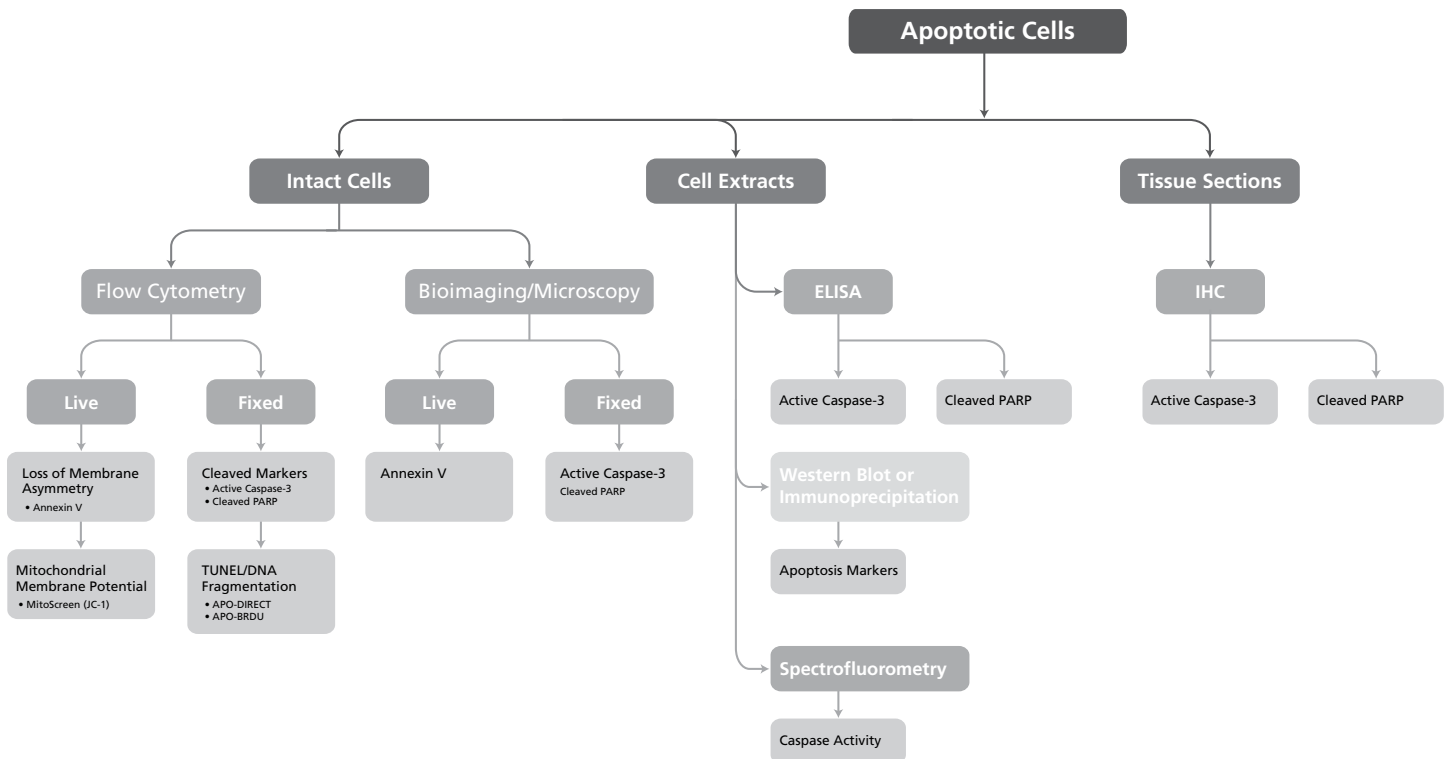 Apoptotic Cells
Intact Cells
Cell Extracts
Tissue Sections
Flow Cytometry
Bioimaging/Microscopy
ELISA
IHC
Live
Fixed
Live
Fixed
Active Caspase-3
Cleaved PARP
Active Caspase-3
Cleaved PARP
Loss of Membrane
Asymmetry
• Annexin V
Cleaved Markers
• Active Caspase-3
• Cleaved PARP
Annexin V
Active Caspase-3
Cleaved PARP
Western Blot or
Immunoprecipitation
Mitochondrial
Membrane Potential
• MitoScreen (JC-1)
TUNEL/DNA
Fragmentation
• APO-DIRECT
• APO-BRDU
Apoptosis Markers
Spectrofluorometry
Caspase Activity